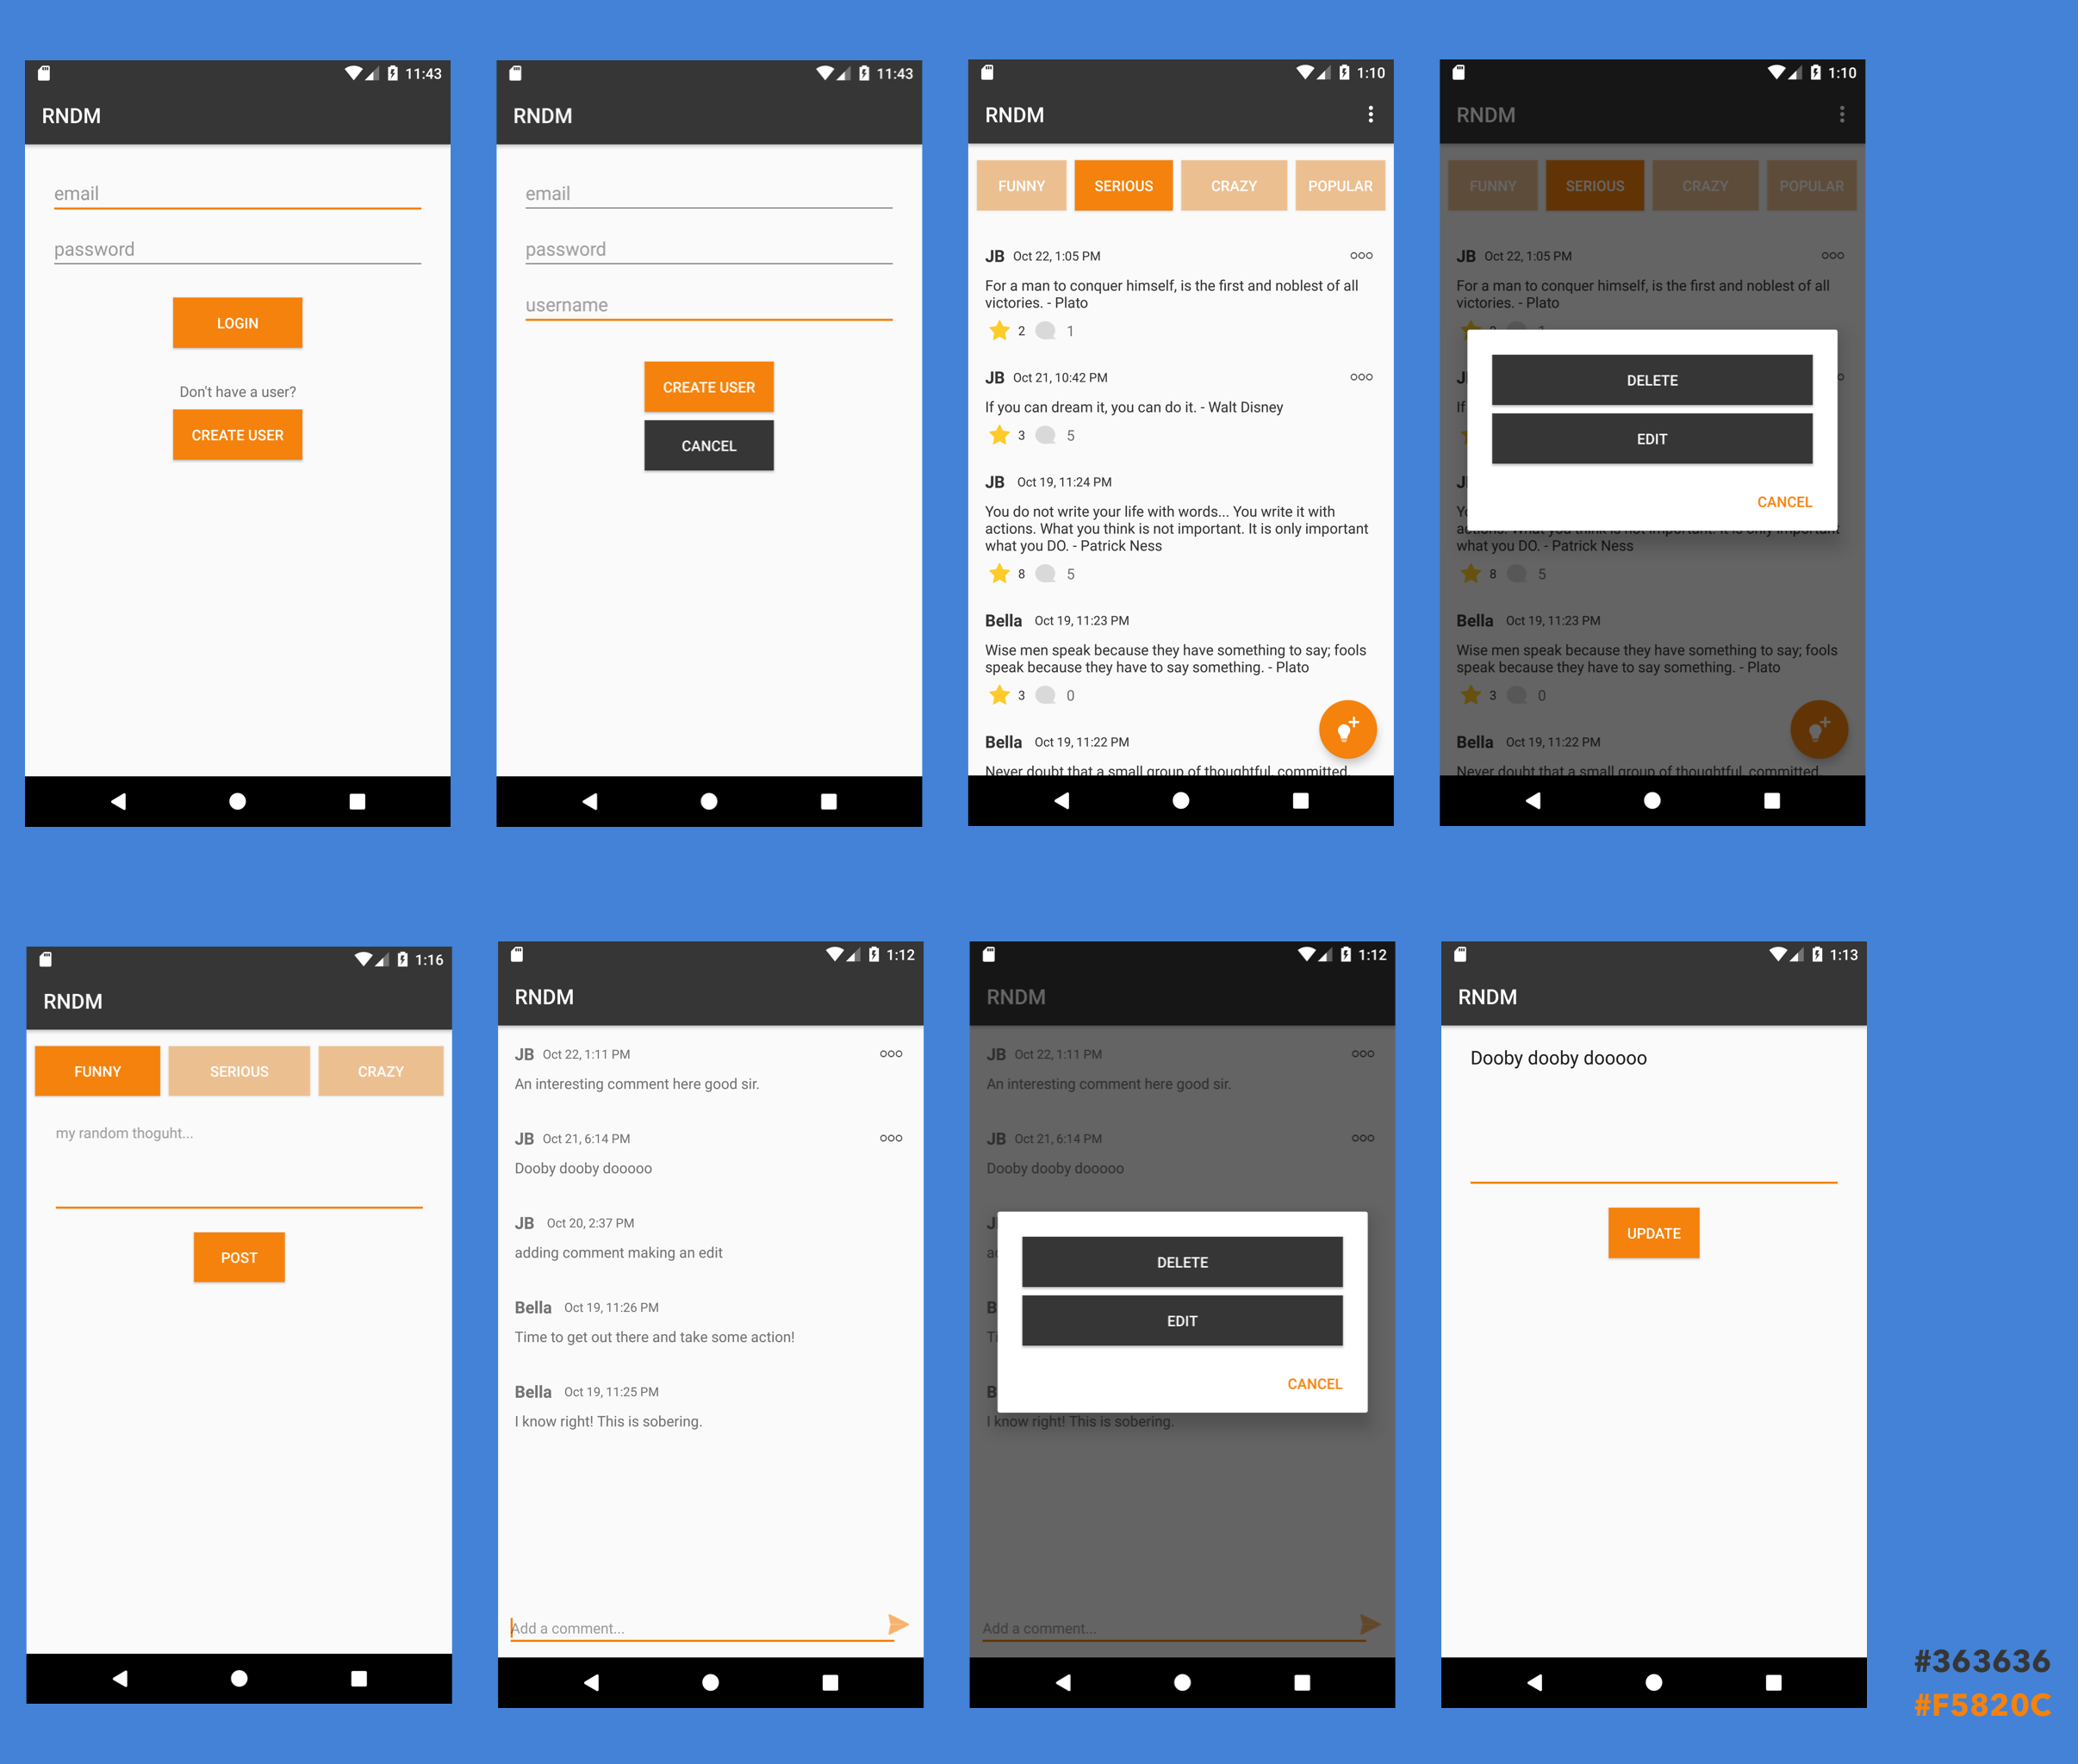 11:43
RNDM
email
password
LOGIN
Don't have a user?
CREATE USER
11:43
RNDM
email
password
username
CREATE USER
CANCEL
1:10
RNDM
FUNNY SERIOUS CRAZY POPULAR
JB Oct 22, 1:05 PM
For a man to conquer himself, is the first and noblest of all
victories. - Plato
2 1
JB Oct 21, 10:42 PM
If you can dream it, you can do it. - Walt Disney
3 5
JB Oct 19, 11:24 PM
You do not write your life with words... You write it with
actions. What you think is not important. It is only important
what you DO. - Patrick Ness
8 5
Bella Oct 19, 11:23 PM
Wise men speak because they have something to say; fools
speak because they have to say something. - Plato
3 0
Bella Oct 19, 11:22 PM
Never doubt that a small group of thoughtful, committed,
1:10
RNDM
FUNNY SERIOUS CRAZY POPULAR
JB Oct 22, 1:05 PM
For a man to conquer himself, is the first and noblest of all
victories. - Plato
DELETE
If
EDIT
CANCEL
actions. What you think is not important. It is only important
what you DO. - Patrick Ness
8 5
Bella Oct 19, 11:23 PM
Wise men speak because they have something to say; fools
speak because they have to say something. - Plato
3 0
Bella Oct 19, 11:22 PM
Never doubt that a small group of thoughtful, committed,
1:16
RNDM
FUNNY SERIOUS CRAZY
my random thoguht...
POST
1:12
RNDM
JB Oct 22, 1:11 PM
An interesting comment here good sir.
JB Oct 21, 6:14 PM
Dooby dooby dooooo
JB Oct 20, 2:37 PM
adding comment making an edit
Bella Oct 19, 11:26 PM
Time to get out there and take some action!
Bella Oct 19, 11:25 PM
I know right! This is sobering.
Add a comment...
1:12
RNDM
JB Oct 22, 1:11 PM
An interesting comment here good sir.
JB Oct 21, 6:14 PM
Dooby dooby dooooo
DELETE
EDIT
CANCEL
I know right! This is sobering.
Add a comment...
1:13
RNDM
Dooby dooby dooooo
UPDATE
#363636
#F5820C